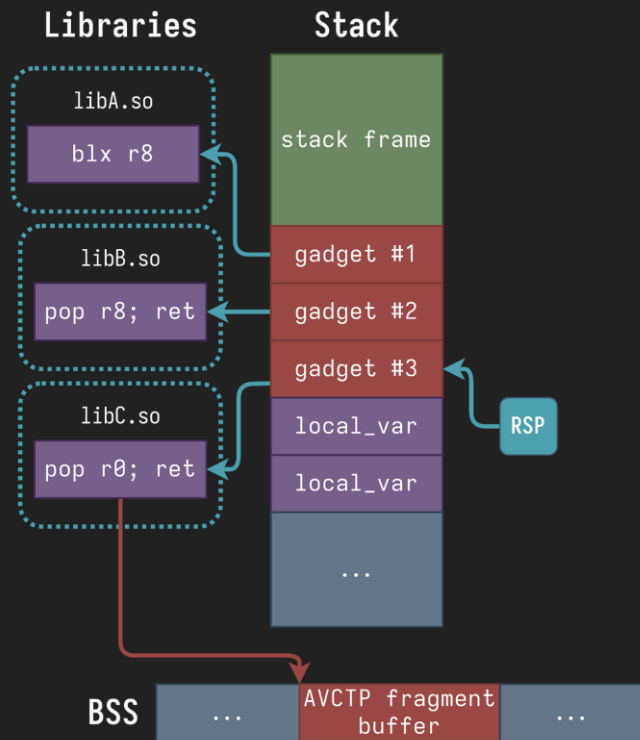 Libraries
Stack
libA.so
blx r8
stack frame
libB.so
gadget #1
pop r8; ret
gadget #2
gadget #3
libC.so
local_var
RSP
pop r0; ret
local_var
...
BSS
...
AVCTP fragment
buffer
...